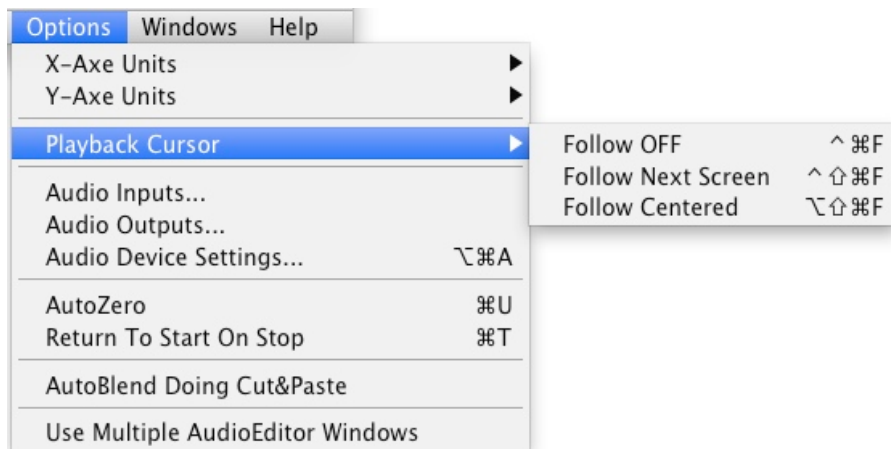 Options Windows Help
X-Axe Units
Y-Axe Units
Playback Cursor
Follow OFF ^⌘F
Follow Next Screen ^⇧⌘F
Follow Centered ⌥⇧⌘F
Audio Inputs...
Audio Outputs...
Audio Device Settings... ⌥⌘A
AutoZero ⌘U
Return To Start On Stop ⌘T
AutoBlend Doing Cut&Paste
Use Multiple AudioEditor Windows